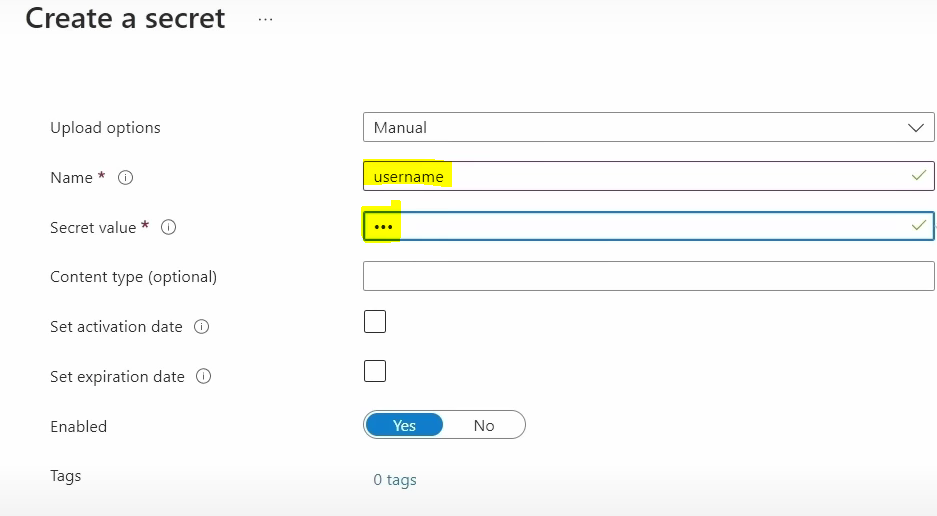 Create a secret ...
Upload options Manual
Name * username
Secret value * •••
Content type (optional)
Set activation date
Set expiration date
Enabled Yes No
Tags 0 tags